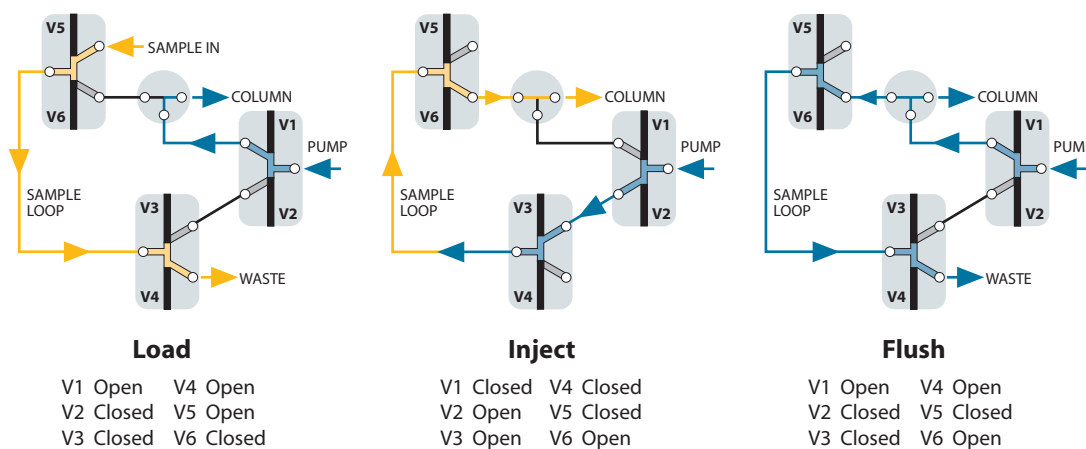 V5
SAMPLE IN
V6
COLUMN
V1
PUMP
SAMPLE
LOOP
V3
V2
WASTE
V4
Load
V1 Open V4 Open
V2 Closed V5 Open
V3 Closed V6 Closed
V5
V6
COLUMN
V1
PUMP
SAMPLE
LOOP
V3
V2
V4
Inject
V1 Closed V4 Closed
V2 Open V5 Closed
V3 Open V6 Open
V5
V6
COLUMN
V1
PUMP
SAMPLE
LOOP
V3
V2
WASTE
V4
Flush
V1 Open V4 Open
V2 Closed V5 Closed
V3 Closed V6 Open